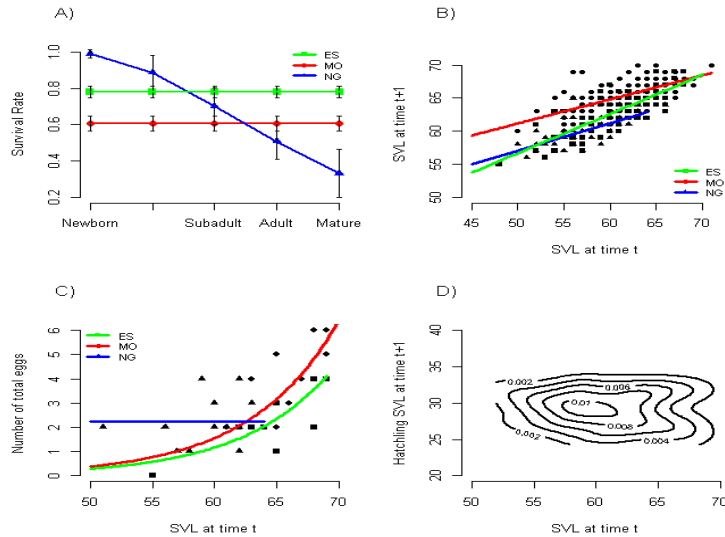 A)
Survival Rate
1.0
0.8
0.6
0.4
0.2
ES
MO
NG
Newborn Subadult Adult Mature
B)
SVL at time t+1
70
65
60
55
50
ES
MO
NG
45 50 55 60 65 70
SVL at time t
C)
Number of total eggs
6
5
4
3
2
1
0
ES
MO
NG
50 55 60 65 70
SVL at time t
D)
Hatchling SVL at time t+1
40
35
30
25
20
0.002
0.006
0.01
0.008
0.002
0.004
45 50 55 60 65 70
SVL at time t